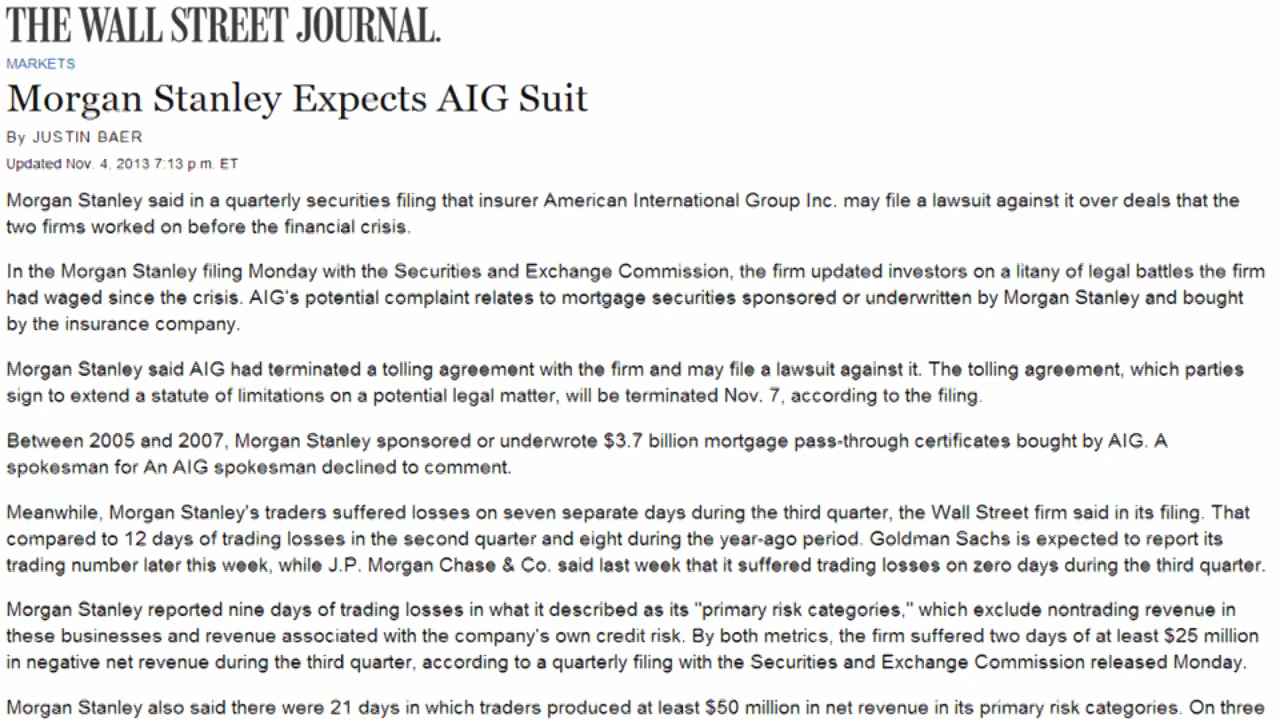 THE WALL STREET JOURNAL.
MARKETS
Morgan Stanley Expects AIG Suit
By JUSTIN BAER
Updated Nov. 4, 2013 7:13 p m. ET
Morgan Stanley said in a quarterly securities filing that insurer American International Group Inc. may file a lawsuit against it over deals that the
two firms worked on before the financial crisis.
In the Morgan Stanley filing Monday with the Securities and Exchange Commission, the firm updated investors on a litany of legal battles the firm
had waged since the crisis. AIG's potential complaint relates to mortgage securities sponsored or underwritten by Morgan Stanley and bought
by the insurance company.
Morgan Stanley said AIG had terminated a tolling agreement with the firm and may file a lawsuit against it. The tolling agreement, which parties
sign to extend a statute of limitations on a potential legal matter, will be terminated Nov. 7, according to the filing.
Between 2005 and 2007, Morgan Stanley sponsored or underwrote $3.7 billion mortgage pass-through certificates bought by AIG. A
spokesman for An AIG spokesman declined to comment.
Meanwhile, Morgan Stanley's traders suffered losses on seven separate days during the third quarter, the Wall Street firm said in its filing. That
compared to 12 days of trading losses in the second quarter and eight during the year-ago period. Goldman Sachs is expected to report its
trading number later this week, while J.P. Morgan Chase & Co. said last week that it suffered trading losses on zero days during the third quarter.
Morgan Stanley reported nine days of trading losses in what it described as its "primary risk categories," which exclude nontrading revenue in
these businesses and revenue associated with the company's own credit risk. By both metrics, the firm suffered two days of at least $25 million
in negative net revenue during the third quarter, according to a quarterly filing with the Securities and Exchange Commission released Monday.
Morgan Stanley also said there were 21 days in which traders produced at least $50 million in net revenue in its primary risk categories. On three